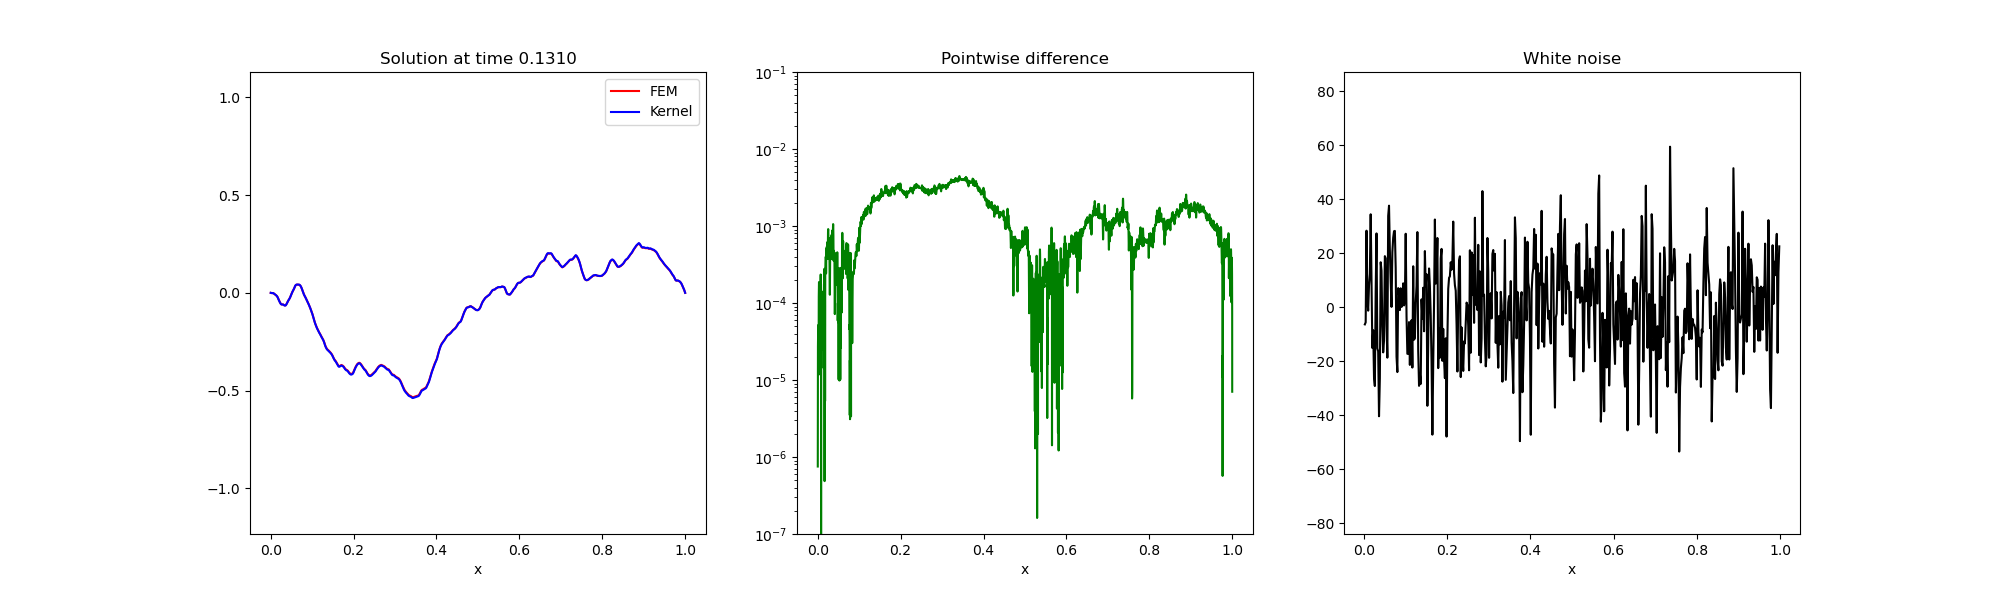 Solution at time 0.1310
1.0
0.5
0.0
−0.5
−1.0
FEM
Kernel
0.0 0.2 0.4 0.6 0.8 1.0
x
Pointwise difference
10⁻¹
10⁻²
10⁻³
10⁻⁴
10⁻⁵
10⁻⁶
10⁻⁷
0.0 0.2 0.4 0.6 0.8 1.0
x
White noise
80
60
40
20
0
−20
−40
−60
−80
0.0 0.2 0.4 0.6 0.8 1.0
x